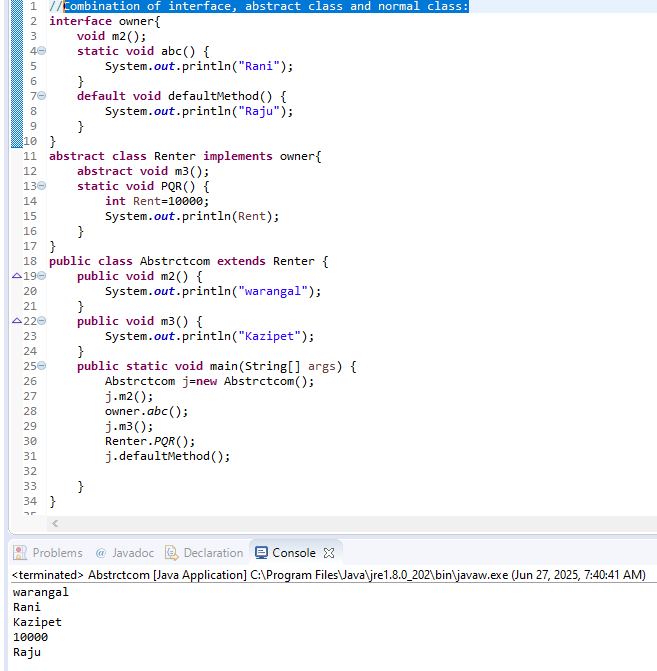 1 //Combination of interface, abstract class and normal class:
2 interface owner{
3     void m2();
4     static void abc() {
5         System.out.println("Rani");
6     }
7     default void defaultMethod() {
8         System.out.println("Raju");
9     }
10 }
11 abstract class Renter implements owner{
12     abstract void m3();
13     static void PQR() {
14         int Rent=10000;
15         System.out.println(Rent);
16     }
17 }
18 public class Abstrctcom extends Renter {
19     public void m2() {
20         System.out.println("warangal");
21     }
22     public void m3() {
23         System.out.println("Kazipet");
24     }
25     public static void main(String[] args) {
26         Abstrctcom j=new Abstrctcom();
27         j.m2();
28         owner.abc();
29         j.m3();
30         Renter.PQR();
31         j.defaultMethod();
32
33     }
34 }
35
Problems @ Javadoc Declaration Console
<terminated> Abstrctcom [Java Application] C:\Program Files\Java\jre1.8.0_202\bin\javaw.exe (Jun 27, 2025, 7:40:41 AM)
warangal
Rani
Kazipet
10000
Raju